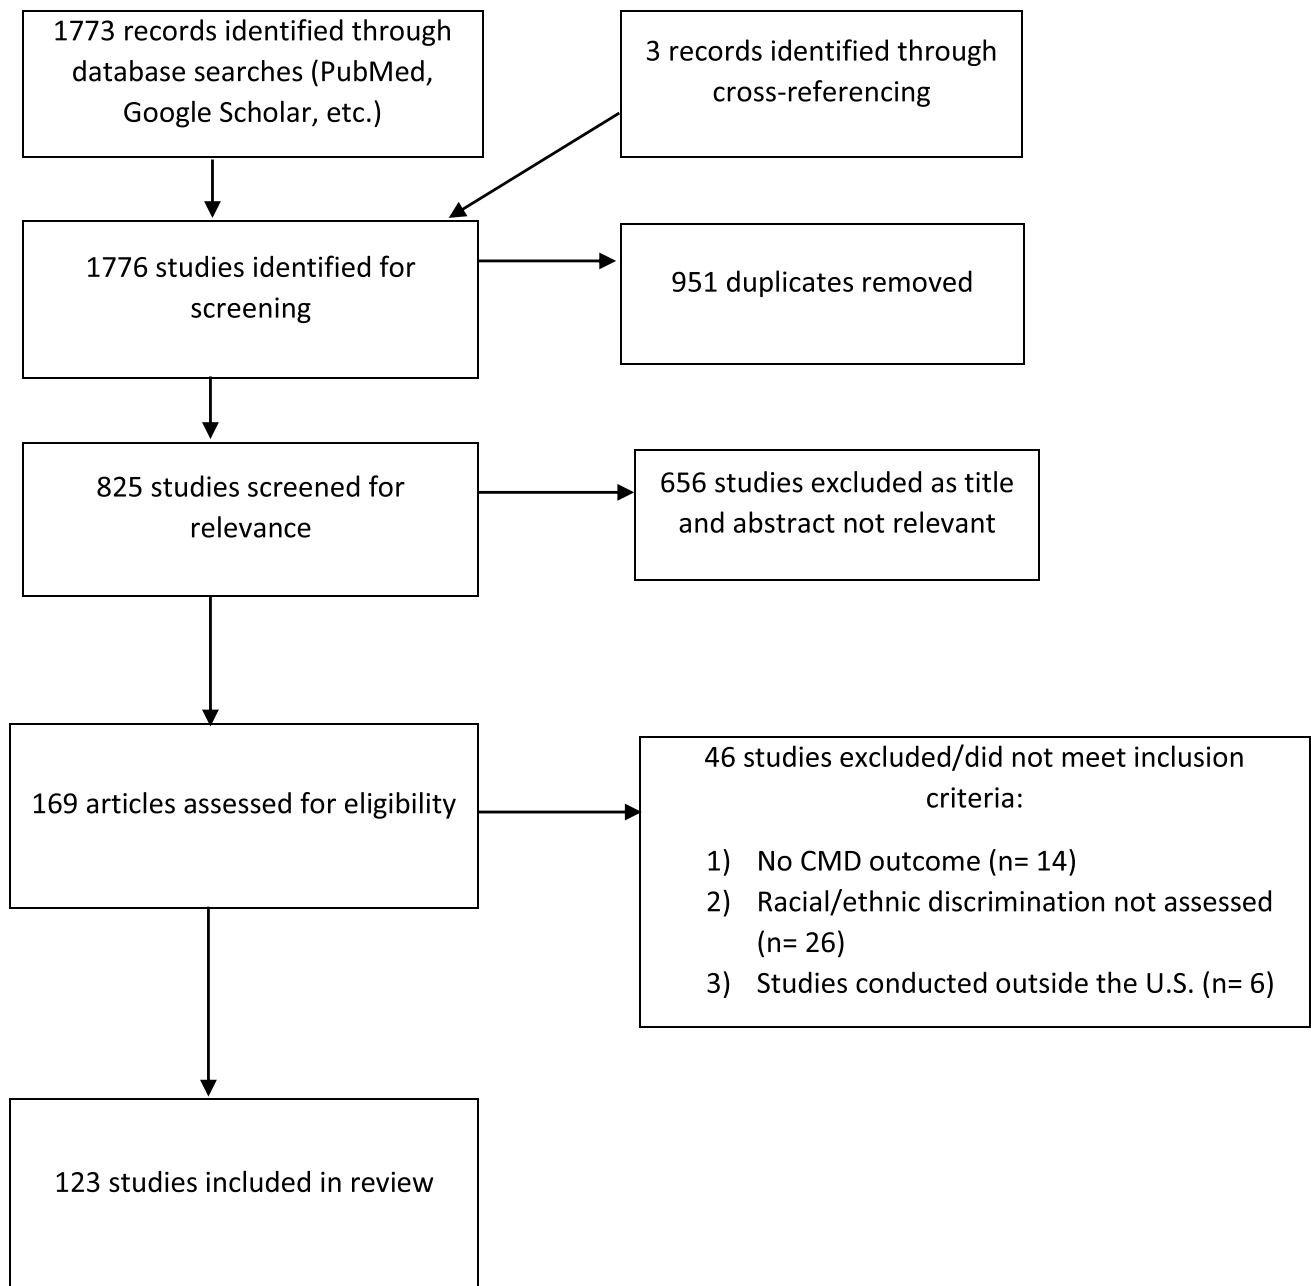 1773 records identified through
database searches (PubMed,
Google Scholar, etc.)
3 records identified through
cross-referencing
1776 studies identified for
screening
951 duplicates removed
825 studies screened for
relevance
656 studies excluded as title
and abstract not relevant
169 articles assessed for eligibility
46 studies excluded/did not meet inclusion
criteria:
1) No CMD outcome (n= 14)
2) Racial/ethnic discrimination not assessed
(n= 26)
3) Studies conducted outside the U.S. (n= 6)
123 studies included in review